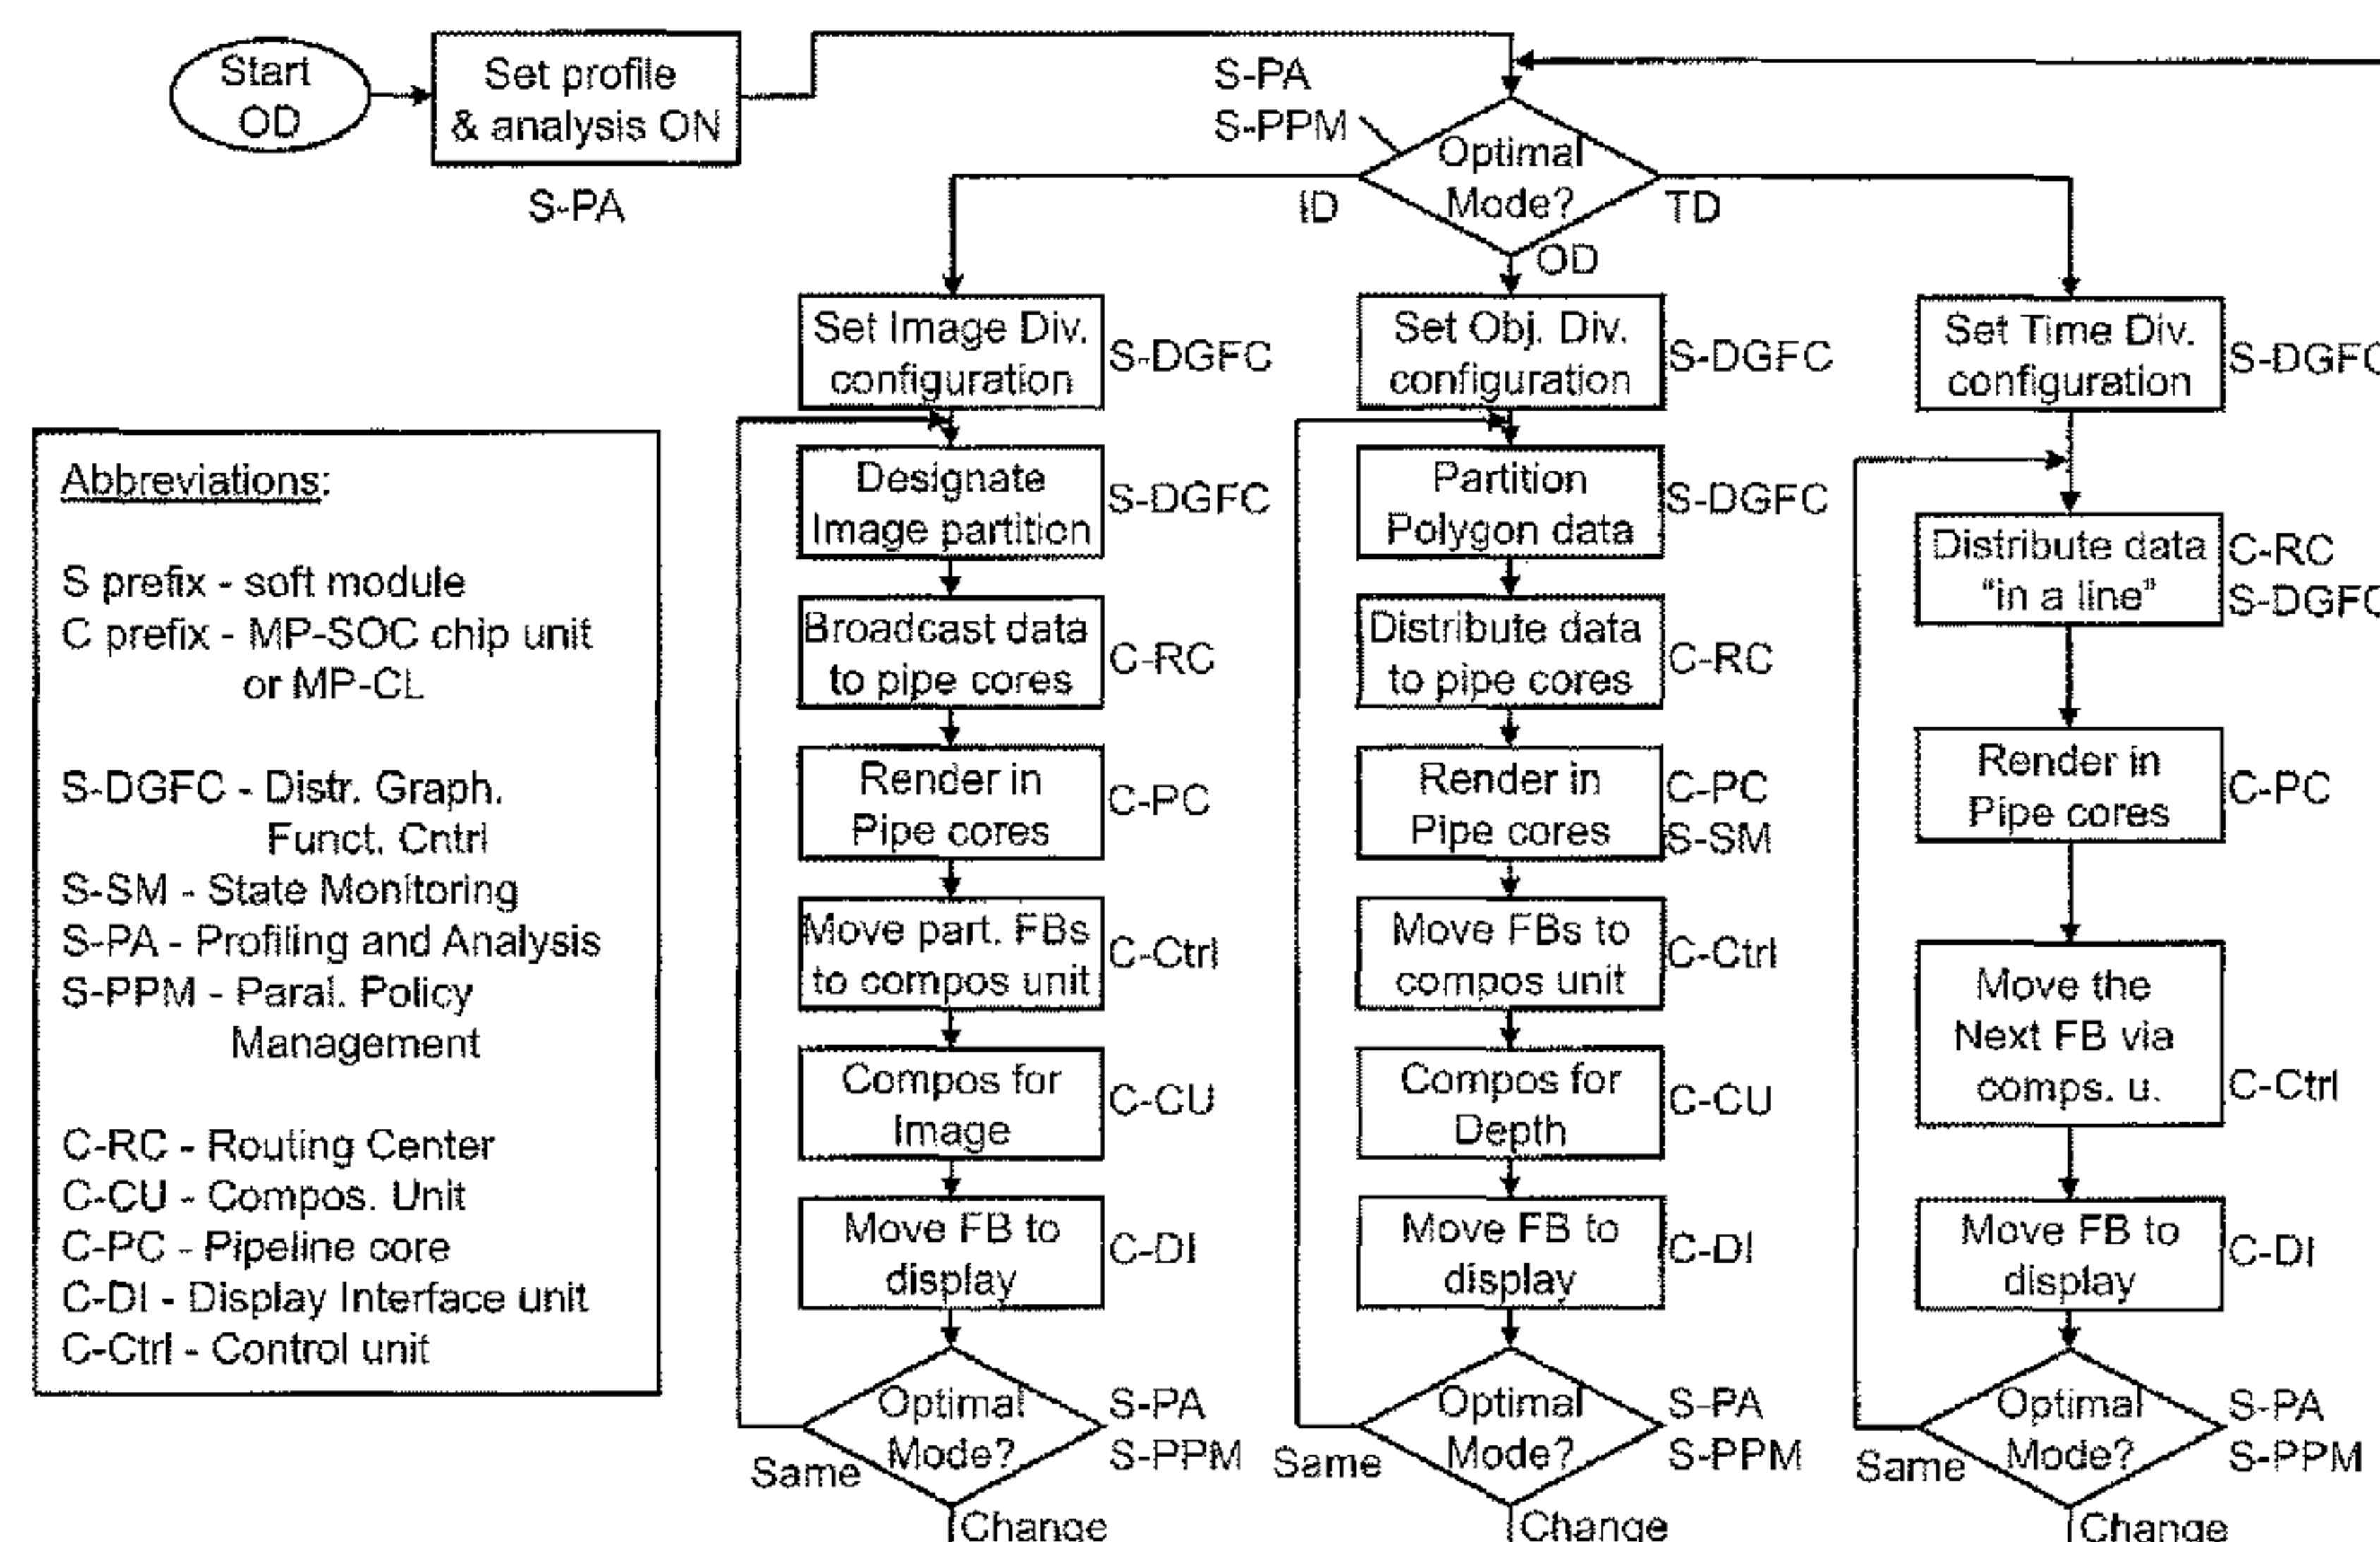 Start
OD
Set profile
& analysis ON
S-PA
S-PA
S-PPM
Optimal
Mode?
ID
TD
OD
Set Image Div.
configuration
S-DGFC
Designate
Image partition
S-DGFC
Broadcast data
to pipe cores
C-RC
Render in
Pipe cores
C-PC
Move part. FBs
to compos unit
C-Ctrl
Compos for
Image
C-CU
Move FB to
display
C-DI
Optimal
Mode?
S-PA
S-PPM
Same
Change
Set Obj. Div.
configuration
S-DGFC
Partition
Polygon data
S-DGFC
Distribute data
to pipe cores
C-RC
Render in
Pipe cores
C-PC
S-SM
Move FBs to
compos unit
C-Ctrl
Compos for
Depth
C-CU
Move FB to
display
C-DI
Optimal
Mode?
S-PA
S-PPM
Same
Change
Set Time Div.
configuration
S-DGFC
Distribute data
“in a line”
C-RC
S-DGFC
Render in
Pipe cores
C-PC
Move the
Next FB via
comps. u.
C-Ctrl
Move FB to
display
C-DI
Optimal
Mode?
S-PA
S-PPM
Same
Change
Abbreviations:
S prefix - soft module
C prefix - MP-SOC chip unit
or MP-CL
S-DGFC - Distr. Graph.
Funct. Cntrl
S-SM - State Monitoring
S-PA - Profiling and Analysis
S-PPM - Paral. Policy
Management
C-RC - Routing Center
C-CU - Compos. Unit
C-PC - Pipeline core
C-DI - Display Interface unit
C-Ctrl - Control unit